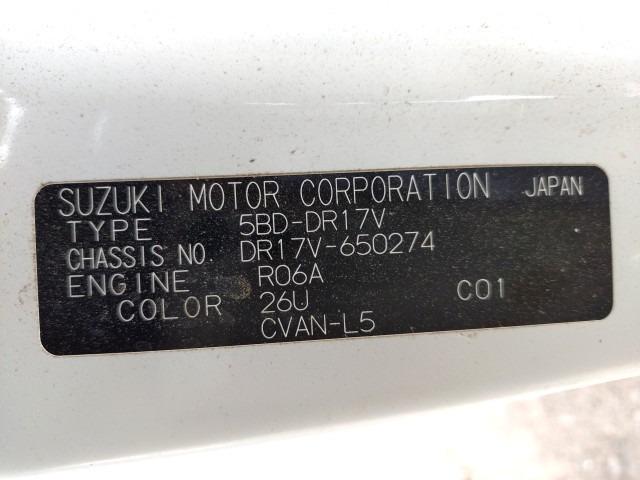 SUZUKI MOTOR CORPORATION JAPAN
TYPE 5BD-DR17V
CHASSIS NO. DR17V-650274
ENGINE R06A
COLOR 26U C01
CVAN-L5